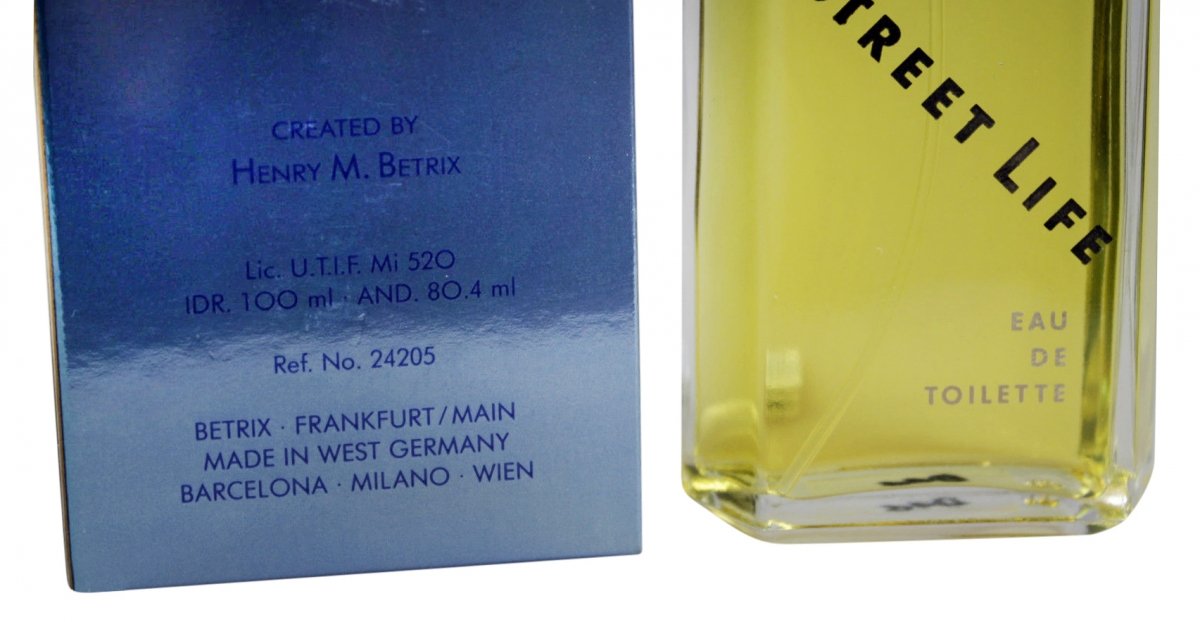 CREATED BY
HENRY M. BETRIX
Lic. U.T.I.F. Mi 520
IDR. 100 ml · AND. 80.4 ml
Ref. No. 24205
BETRIX · FRANKFURT/MAIN
MADE IN WEST GERMANY
BARCELONA · MILANO · WIEN
STREET LIFE
EAU
DE
TOILETTE